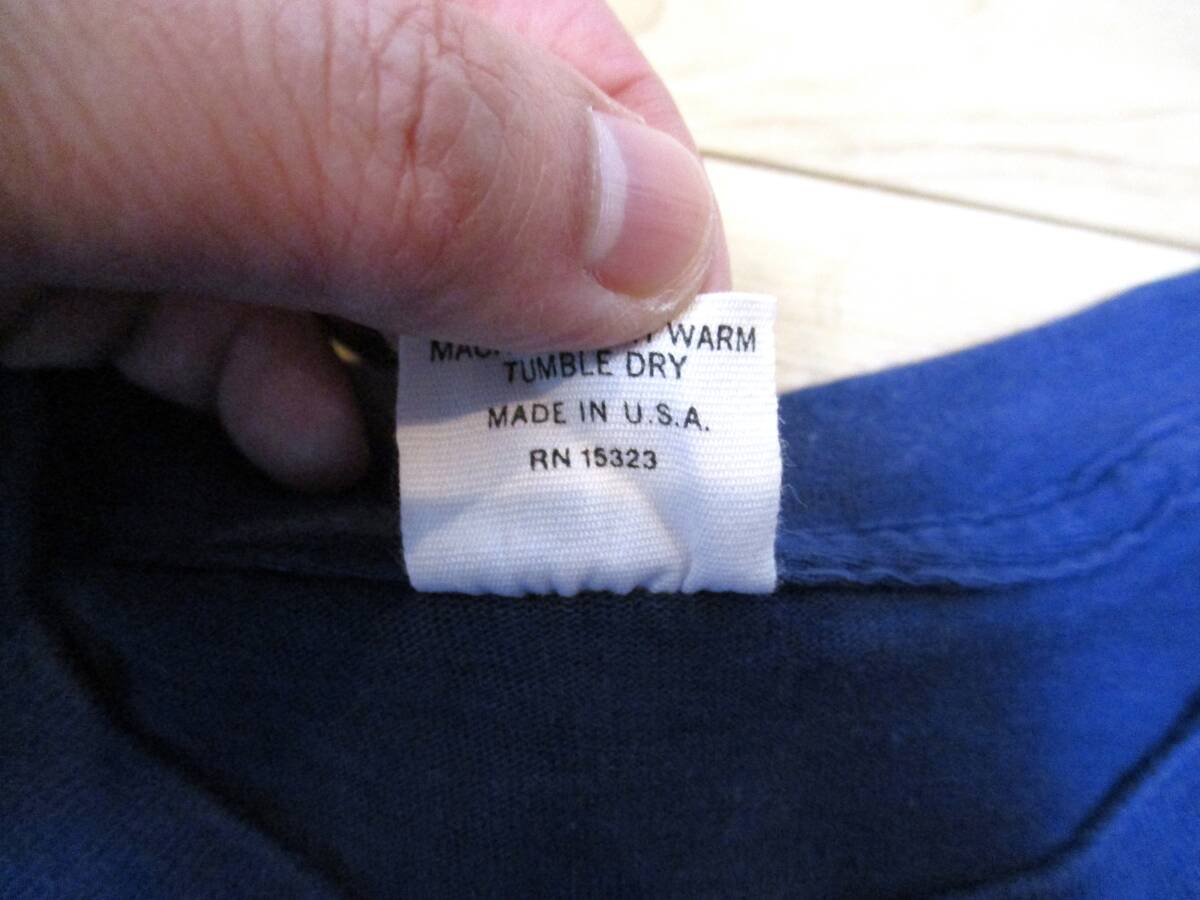 WARM
TUMBLE DRY
MADE IN U.S.A.
RN 15323